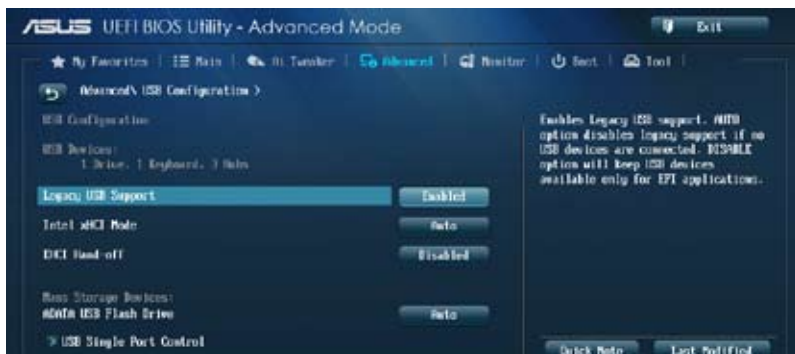 ASUS UEFI BIOS Utility - Advanced Mode
Exit
My Favorites | Main | Ai Tweaker | Advanced | Monitor | Boot | Tool
Advanced\ USB Configuration >
USB Configuration
USB Devices:
1 Drive, 1 Keyboard, 3 Hubs
Legacy USB Support Enabled
Intel xHCI Mode Auto
EHCI Hand-off Disabled
Mass Storage Devices:
ADATA USB Flash Drive Auto
> USB Single Port Control
Enables Legacy USB support. AUTO
option disables legacy support if no
USB devices are connected. DISABLE
option will keep USB devices
available only for EFI applications.
Quick Note Last Modified